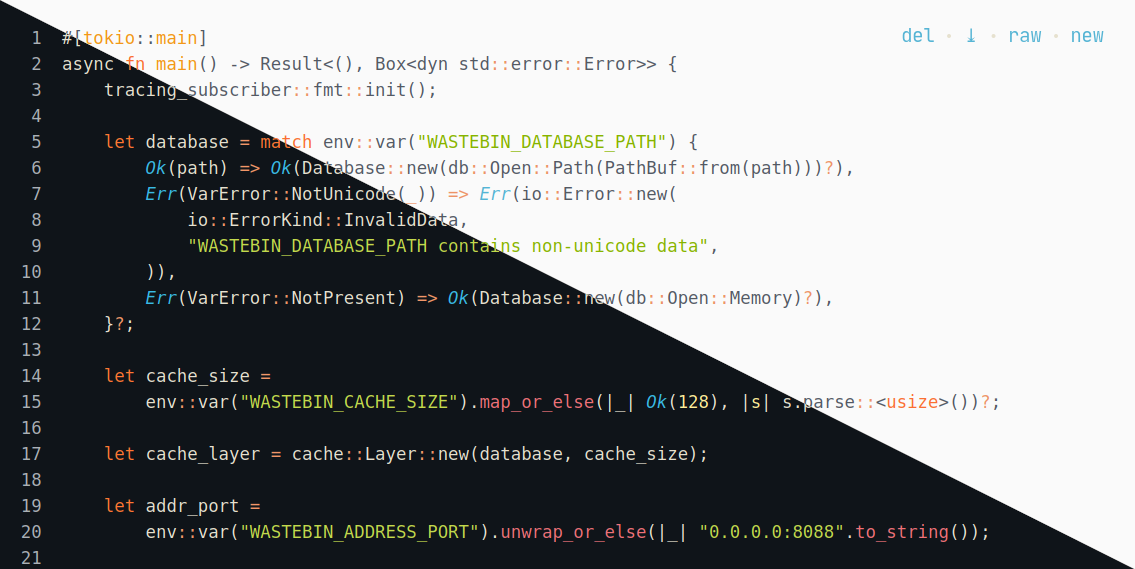 del · ⤓ · raw · new
1 #[tokio::main]
2 async fn main() -> Result<(), Box<dyn std::error::Error>> {
3     tracing_subscriber::fmt::init();
4
5     let database = match env::var("WASTEBIN_DATABASE_PATH") {
6         Ok(path) => Ok(Database::new(db::Open::Path(PathBuf::from(path)))?),
7         Err(VarError::NotUnicode(_)) => Err(io::Error::new(
8             io::ErrorKind::InvalidData,
9             "WASTEBIN_DATABASE_PATH contains non-unicode data",
10         )),
11         Err(VarError::NotPresent) => Ok(Database::new(db::Open::Memory)?),
12     }?;
13
14     let cache_size =
15         env::var("WASTEBIN_CACHE_SIZE").map_or_else(|_| Ok(128), |s| s.parse::<usize>())?;
16
17     let cache_layer = cache::Layer::new(database, cache_size);
18
19     let addr_port =
20         env::var("WASTEBIN_ADDRESS_PORT").unwrap_or_else(|_| "0.0.0.0:8088".to_string());
21